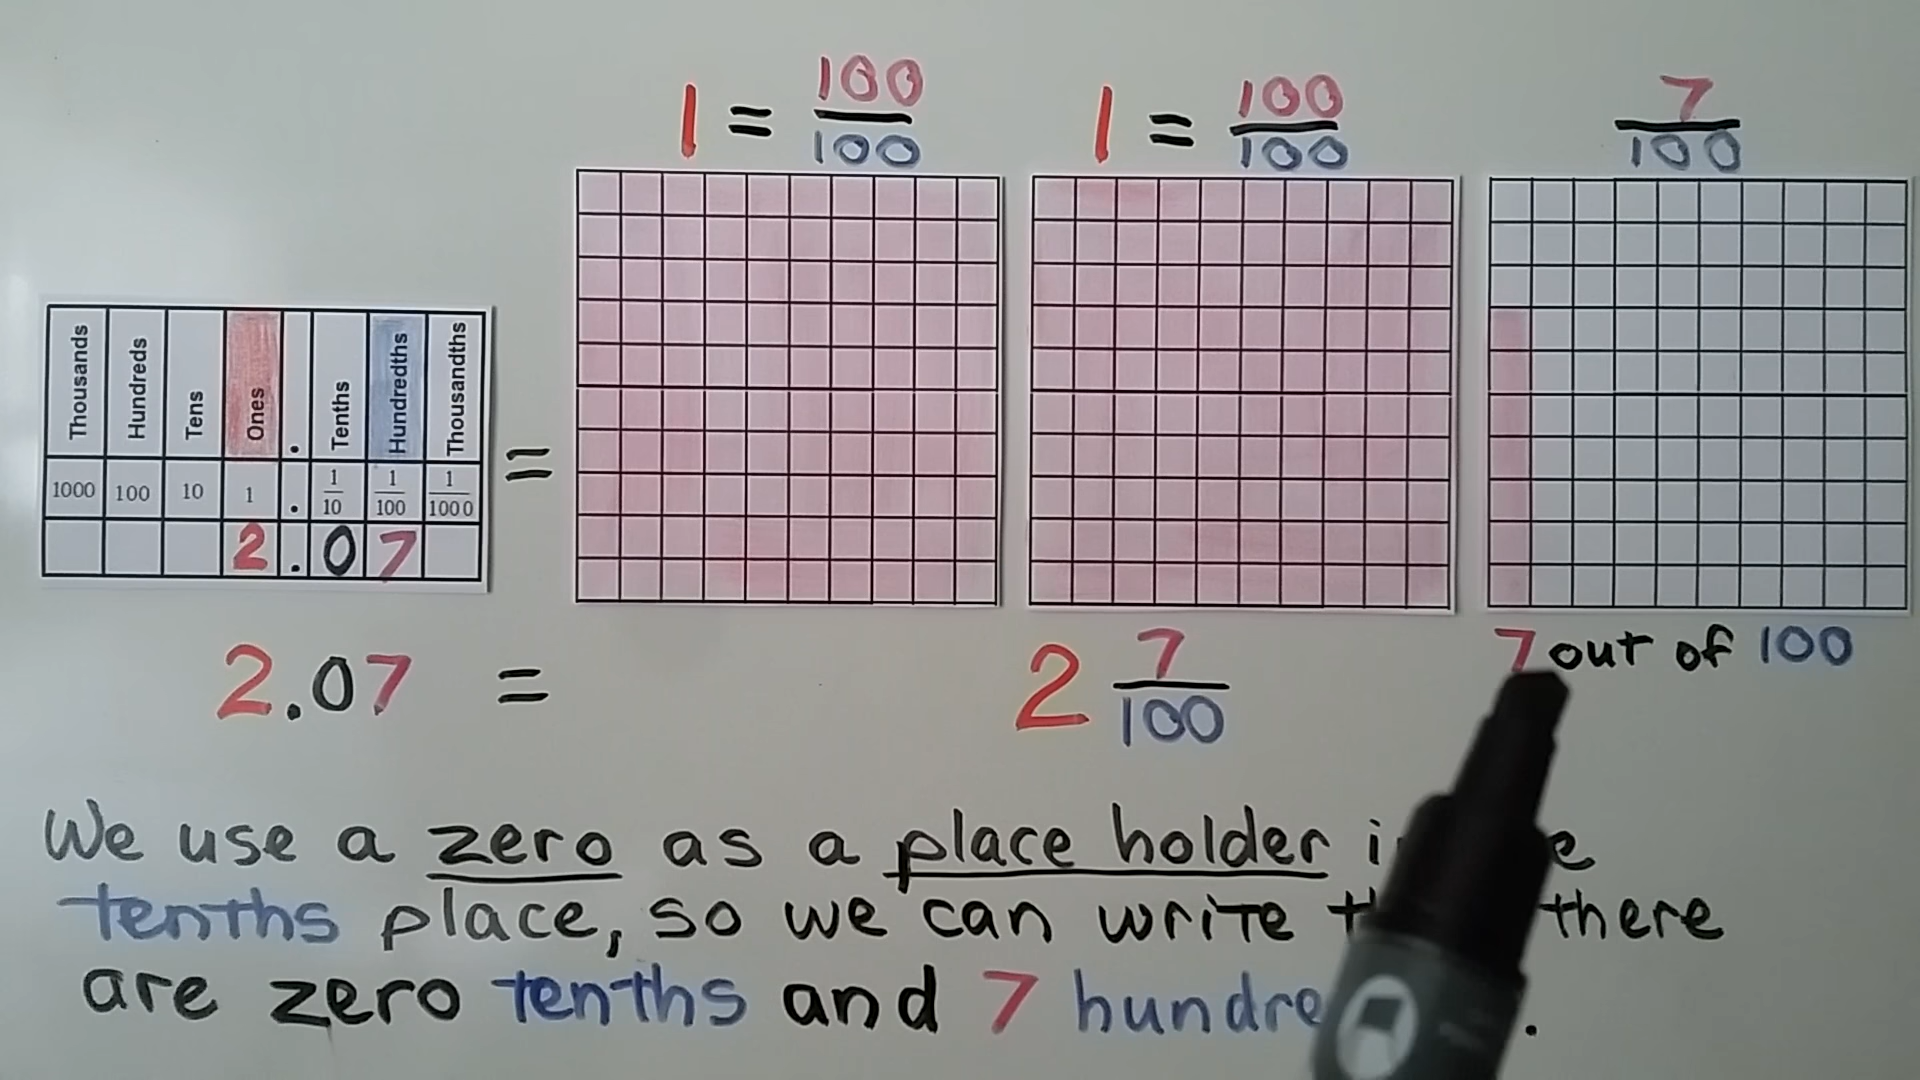 1 = 100/100
1 = 100/100
7/100
Thousands Hundreds Tens Ones . Tenths Hundredths Thousandths
1000 100 10 1 . 1/10 1/100 1/1000
2 . 0 7
=
2.07 = 2 7/100
7 out of 100
We use a zero as a place holder
tenths place, so we can write there
are zero tenths and 7